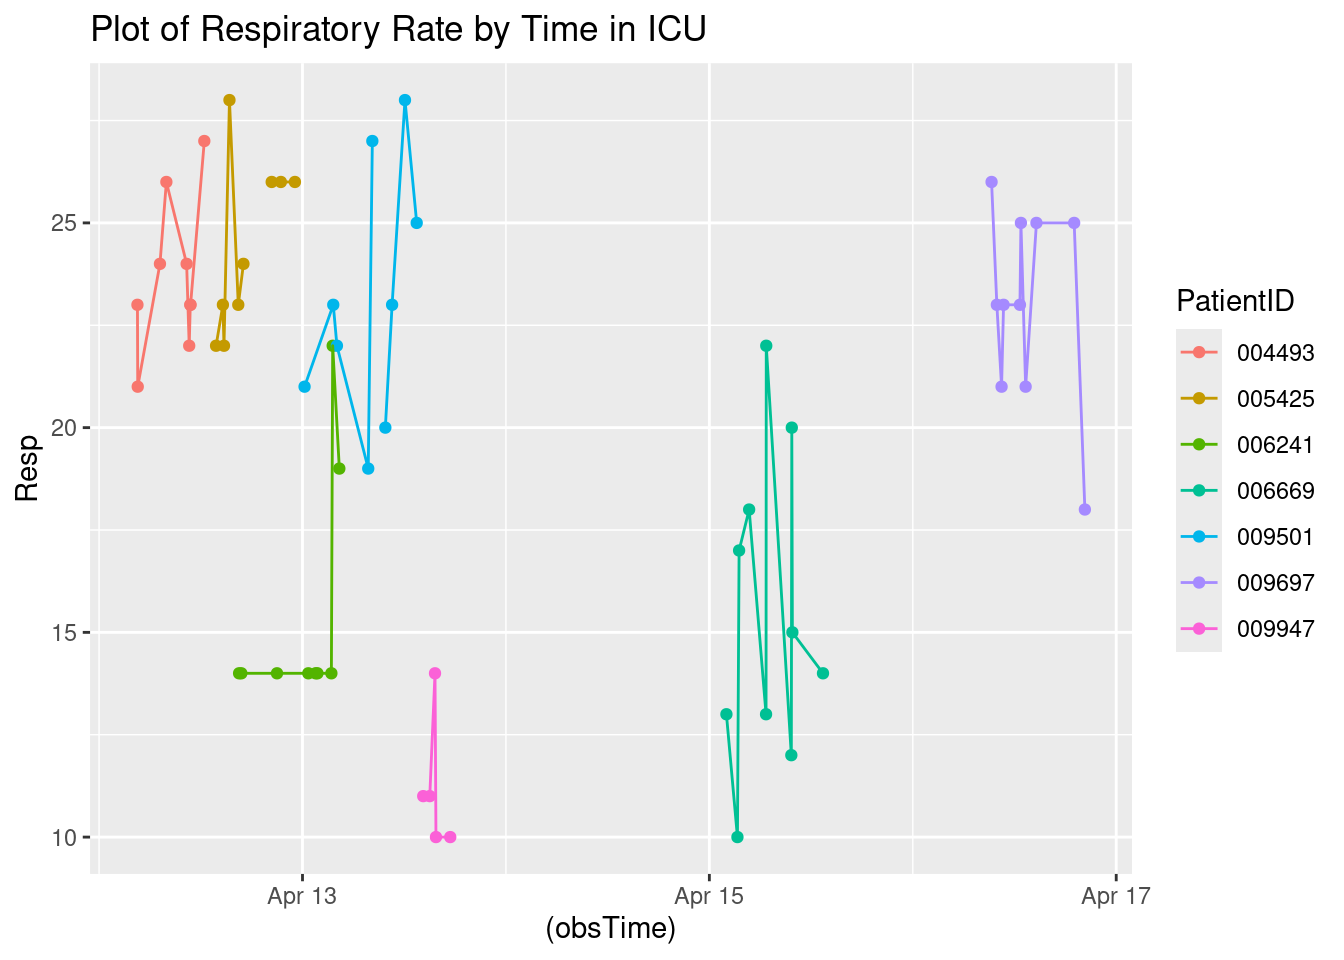 Plot of Respiratory Rate by Time in ICU
Resp
25
20
15
10
Apr 13
Apr 15
Apr 17
(obsTime)
PatientID
004493
005425
006241
006669
009501
009697
009947